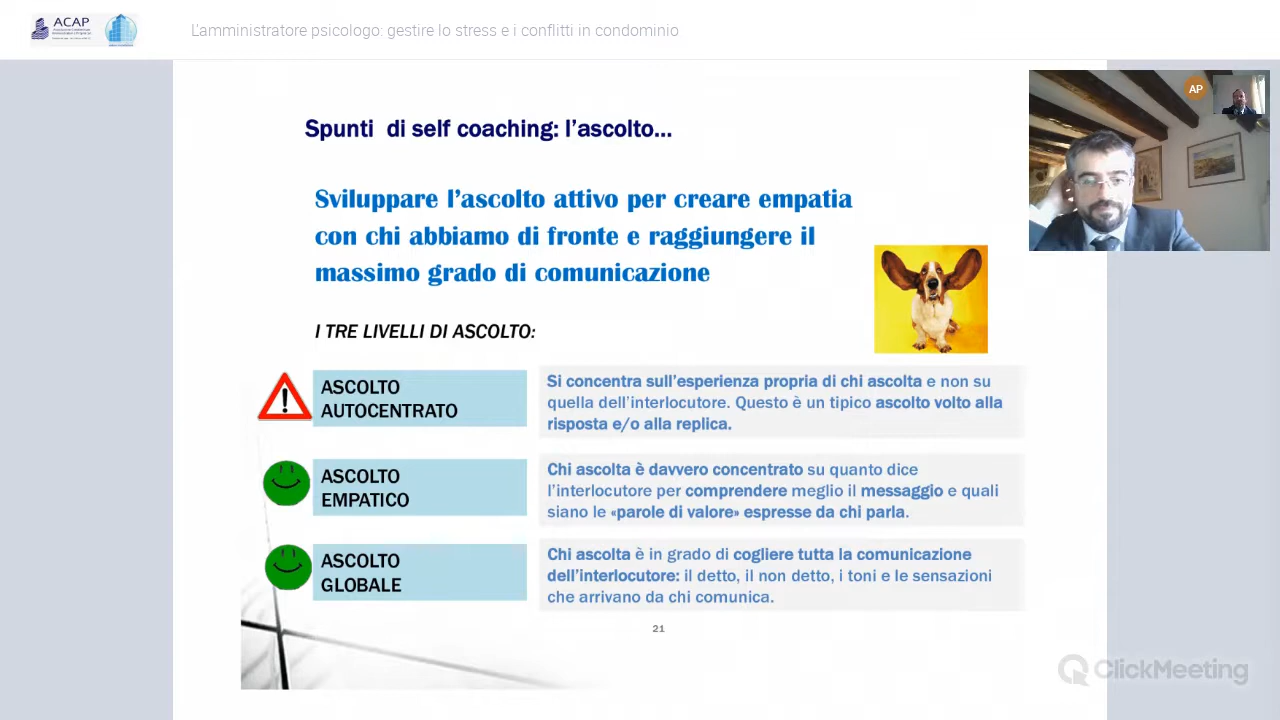 ACAP
L'amministratore psicologo: gestire lo stress e i conflitti in condominio
AP
Spunti di self coaching: l'ascolto...
Sviluppare l'ascolto attivo per creare empatia
con chi abbiamo di fronte e raggiungere il
massimo grado di comunicazione
I TRE LIVELLI DI ASCOLTO:
ASCOLTO
AUTOCENTRATO
Si concentra sull'esperienza propria di chi ascolta e non su
quella dell'interlocutore. Questo è un tipico ascolto volto alla
risposta e/o alla replica.
ASCOLTO
EMPATICO
Chi ascolta è davvero concentrato su quanto dice
l'interlocutore per comprendere meglio il messaggio e quali
siano le «parole di valore» espresse da chi parla.
ASCOLTO
GLOBALE
Chi ascolta è in grado di cogliere tutta la comunicazione
dell'interlocutore: il detto, il non detto, i toni e le sensazioni
che arrivano da chi comunica.
21
ClickMeeting